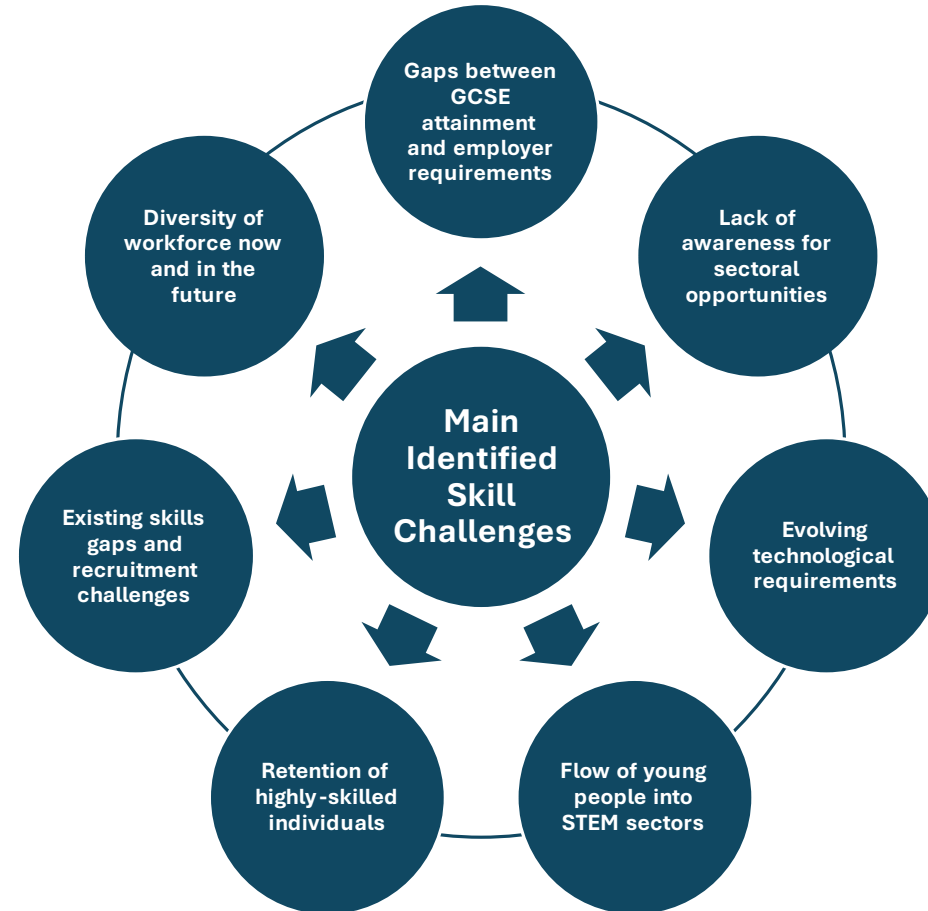 Gaps between
GCSE
attainment
and employer
requirements
Lack of
awareness for
sectoral
opportunities
Evolving
technological
requirements
Flow of young
people into
STEM sectors
Retention of
highly-skilled
individuals
Existing skills
gaps and
recruitment
challenges
Diversity of
workforce now
and in the
future
Main
Identified
Skill
Challenges